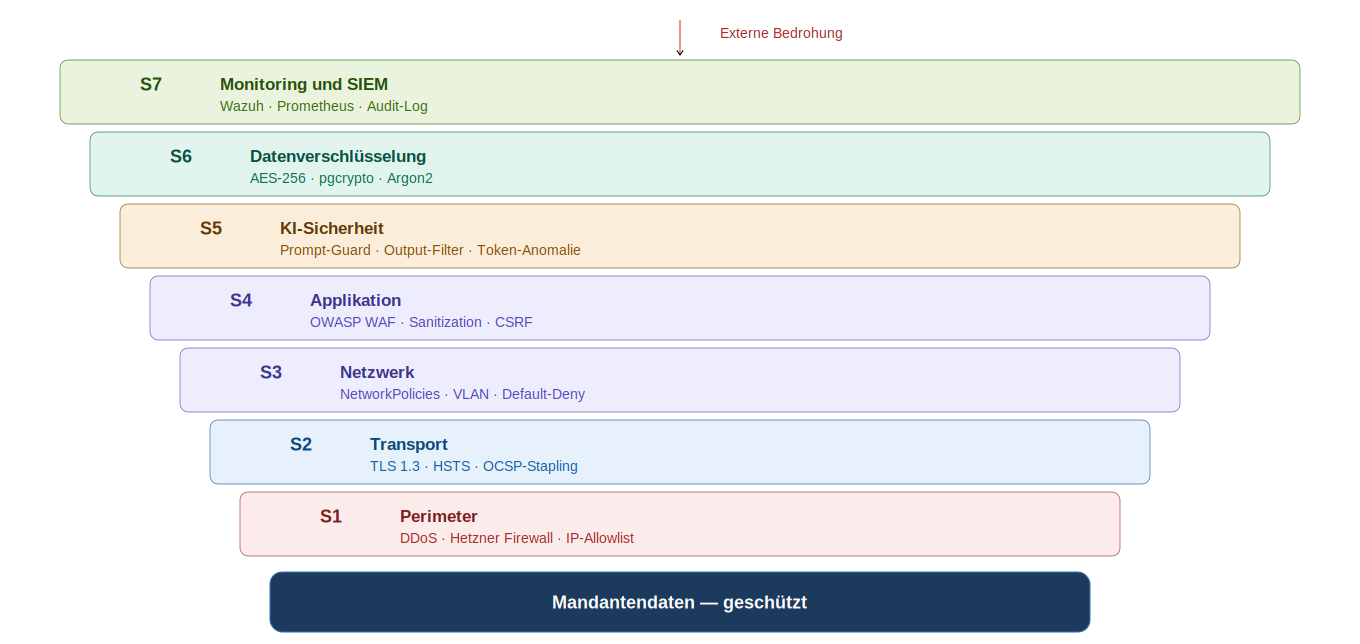 Externe Bedrohung
S7 Monitoring und SIEM
Wazuh · Prometheus · Audit-Log
S6 Datenverschlüsselung
AES-256 · pgcrypto · Argon2
S5 KI-Sicherheit
Prompt-Guard · Output-Filter · Token-Anomalie
S4 Applikation
OWASP WAF · Sanitization · CSRF
S3 Netzwerk
NetworkPolicies · VLAN · Default-Deny
S2 Transport
TLS 1.3 · HSTS · OCSP-Stapling
S1 Perimeter
DDoS · Hetzner Firewall · IP-Allowlist
Mandantendaten — geschützt